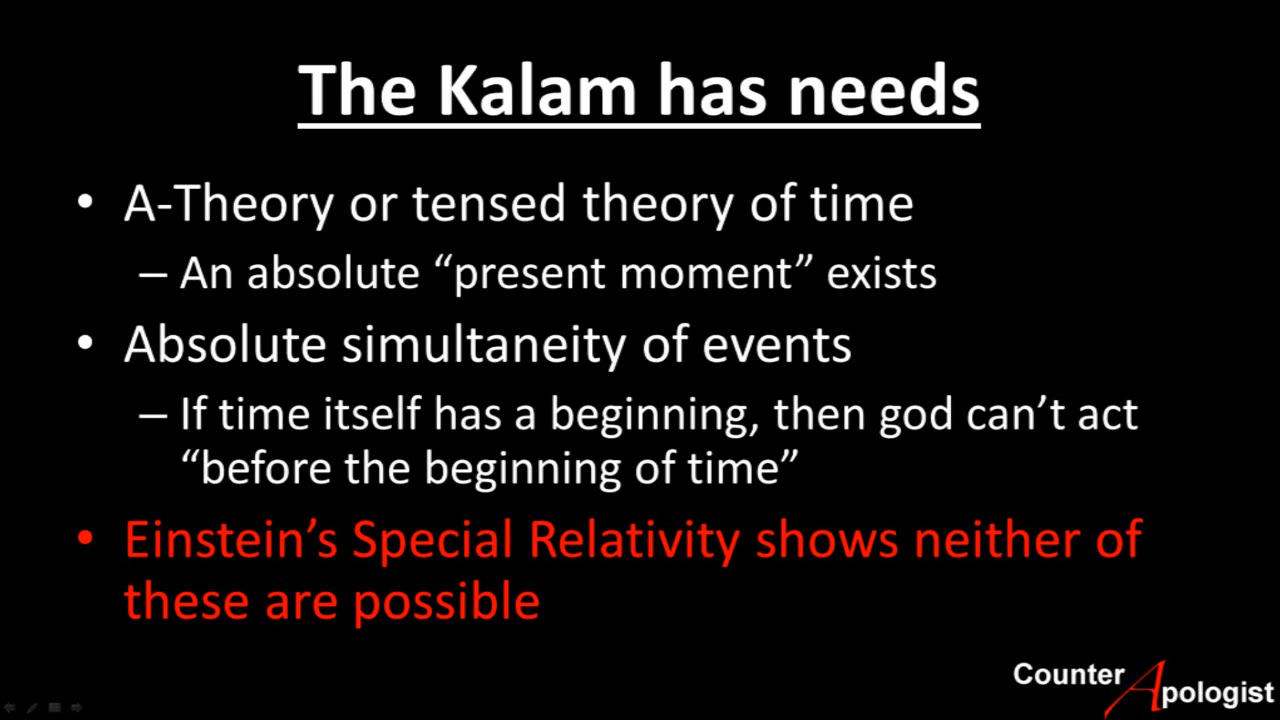 The Kalam has needs
• A-Theory or tensed theory of time
– An absolute “present moment” exists
• Absolute simultaneity of events
– If time itself has a beginning, then god can’t act
“before the beginning of time”
• Einstein’s Special Relativity shows neither of
these are possible
Counter
Apologist